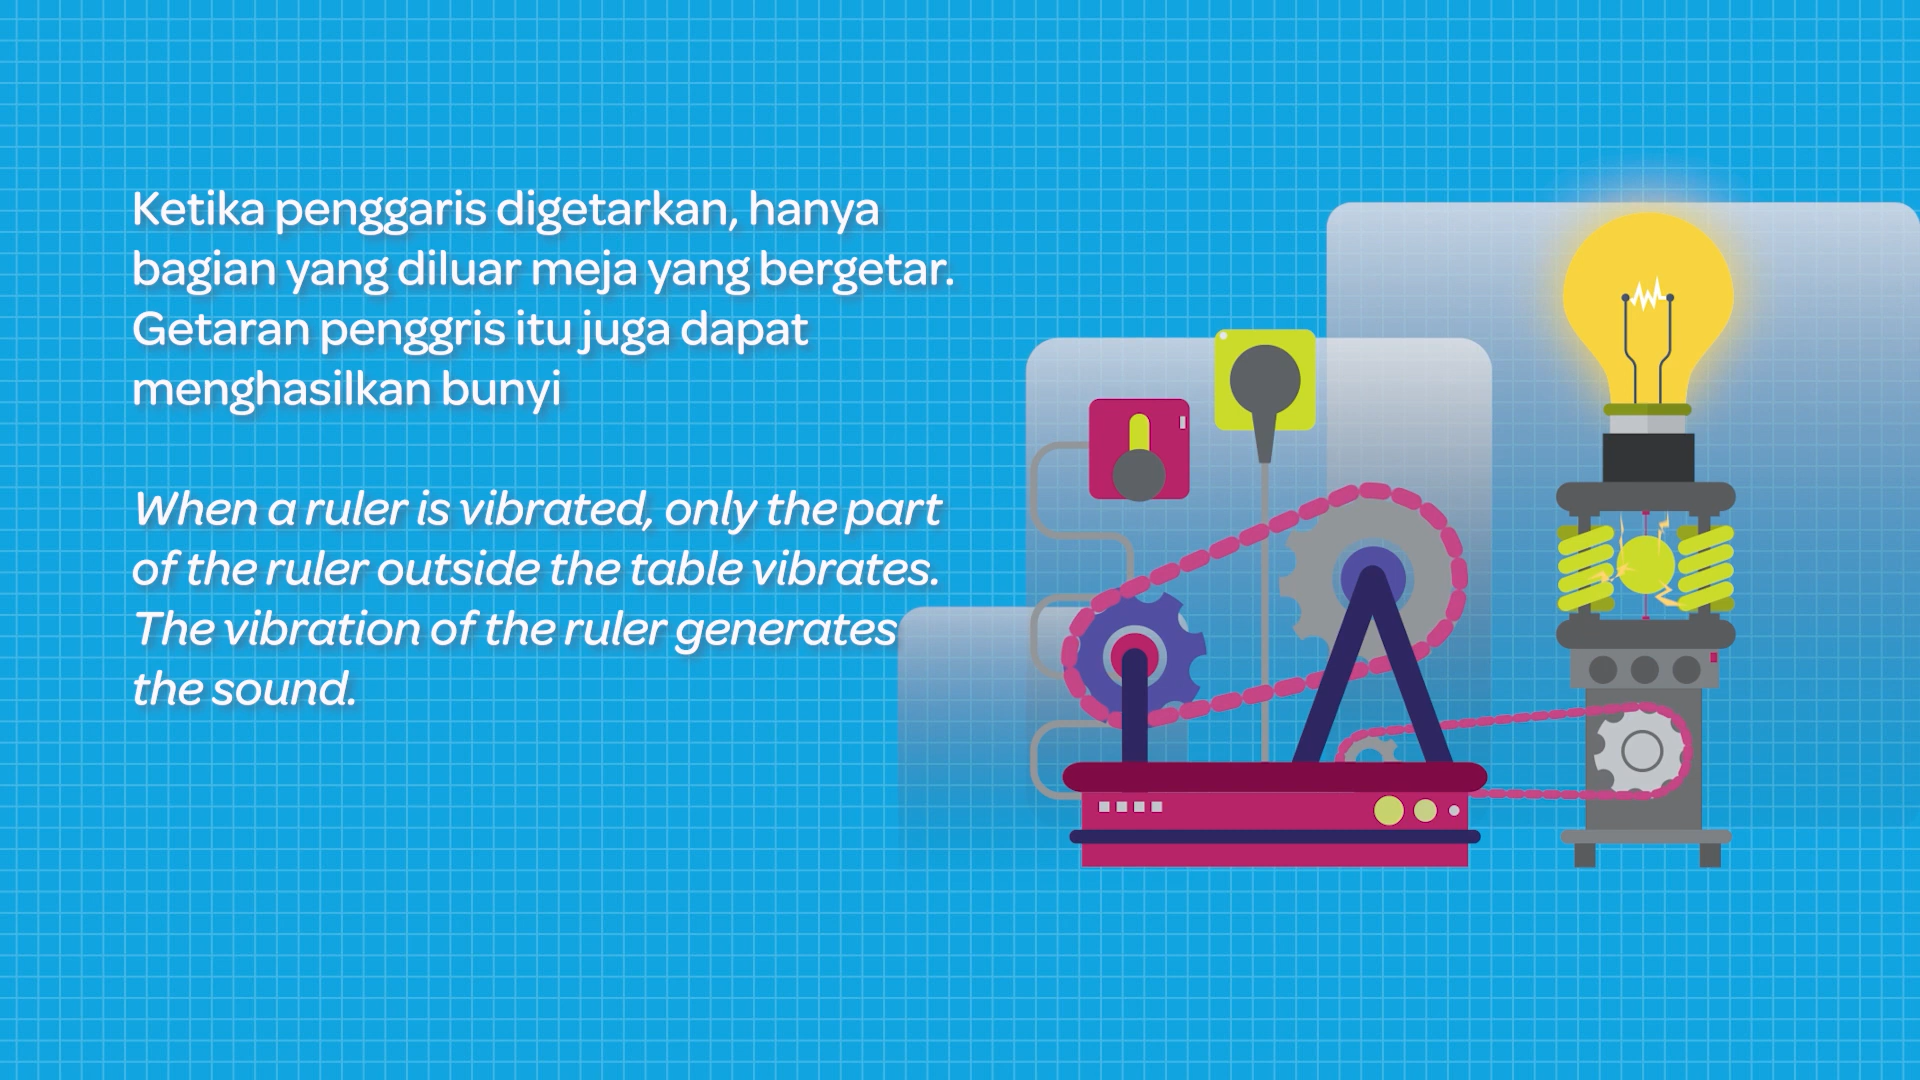 Ketika penggaris digetarkan, hanya
bagian yang diluar meja yang bergetar.
Getaran penggris itu juga dapat
menghasilkan bunyi
When a ruler is vibrated, only the part
of the ruler outside the table vibrates.
The vibration of the ruler generates
the sound.